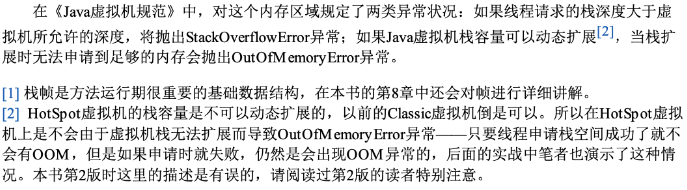 在《Java虚拟机规范》中，对这个内存区域规定了两类异常状况：如果线程请求的栈深度大于虚
拟机所允许的深度，将抛出StackOverflowError异常；如果Java虚拟机栈容量可以动态扩展[2]，当栈扩
展时无法申请到足够的内存会抛出OutOfMemoryError异常。
[1] 栈帧是方法运行期很重要的基础数据结构，在本书的第8章中还会对帧进行详细讲解。
[2] HotSpot虚拟机的栈容量是不可以动态扩展的，以前的Classic虚拟机倒是可以。所以在HotSpot虚拟
机上是不会由于虚拟机栈无法扩展而导致OutOfMemoryError异常——只要线程申请栈空间成功了就不
会有OOM，但是如果申请时就失败，仍然是会出现OOM异常的，后面的实战中笔者也演示了这种情
况。本书第2版时这里的描述是有误的，请阅读过第2版的读者特别注意。